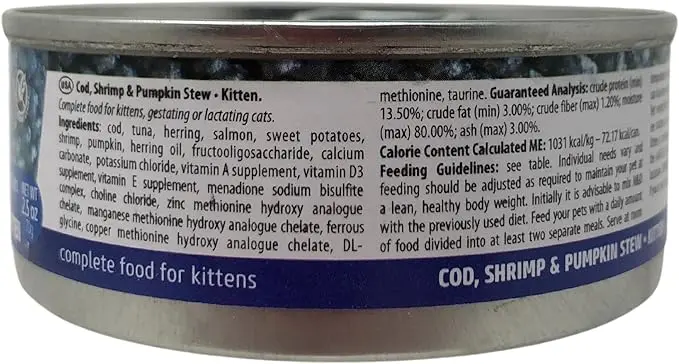 USA Cod, Shrimp & Pumpkin Stew • Kitten.
Complete food for kittens, gestating or lactating cats.
Ingredients: cod, tuna, herring, salmon, sweet potatoes,
shrimp, pumpkin, herring oil, fructooligosaccharide, calcium
carbonate, potassium chloride, vitamin A supplement, vitamin D3
supplement, vitamin E supplement, menadione sodium bisulfite
complex, choline chloride, zinc methionine hydroxy analogue
chelate, manganese methionine hydroxy analogue chelate, ferrous
glycine, copper methionine hydroxy analogue chelate, DL-
methionine, taurine. Guaranteed Analysis: crude protein (min)
13.50%; crude fat (min) 3.00%; crude fiber (max) 1.20%; moisture
(max) 80.00%; ash (max) 3.00%.
Calorie Content Calculated ME: 1031 kcal/kg – 72.17 kcal/can.
Feeding Guidelines: see table. Individual needs vary and
feeding should be adjusted as required to maintain your pet at
a lean, healthy body weight. Initially it is advisable to mix N&D
with the previously used diet. Feed your pets with a daily amount
of food divided into at least two separate meals. Serve at room
NET WT
2.5 oz
complete food for kittens
COD, SHRIMP & PUMPKIN STEW • KITTEN